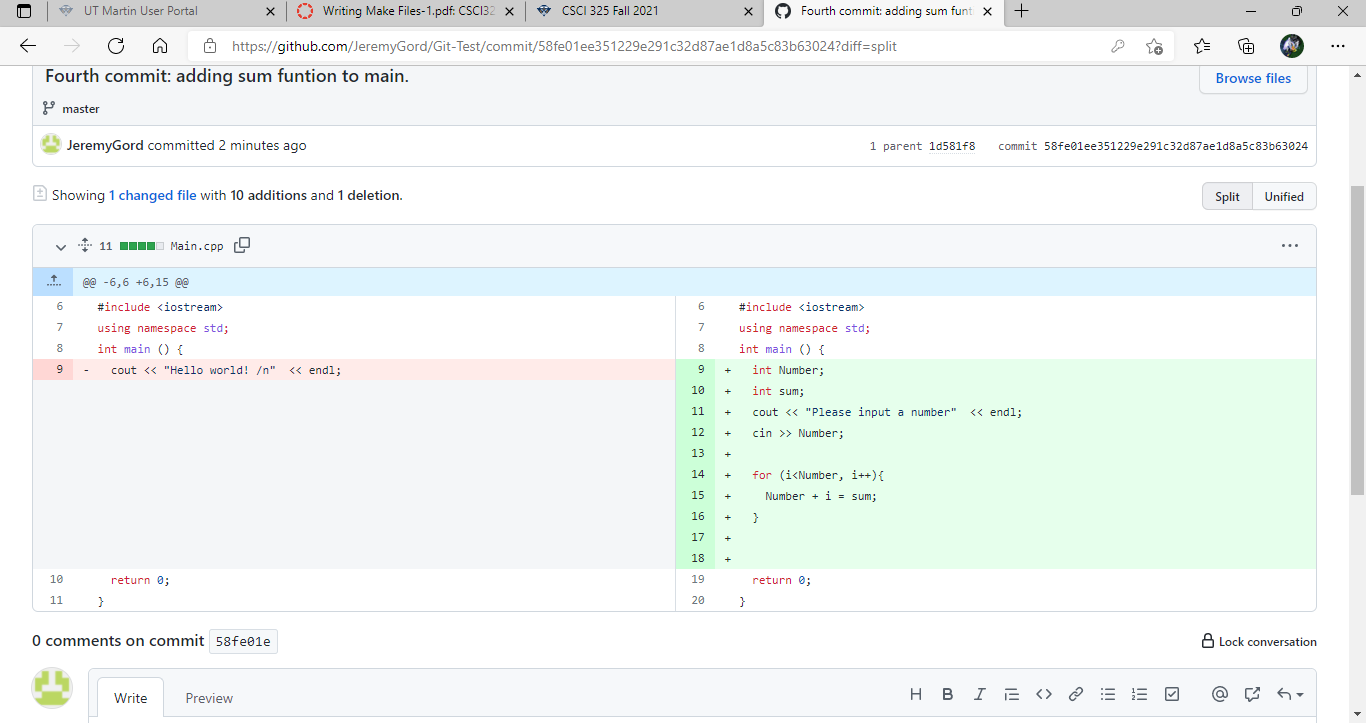 UT Martin User Portal
Writing Make Files-1.pdf: CSCI32
CSCI 325 Fall 2021
Fourth commit: adding sum funt
https://github.com/JeremyGord/Git-Test/commit/58fe01ee351229e291c32d87ae1d8a5c83b63024?diff=split
Fourth commit: adding sum funtion to main.
Browse files
master
JeremyGord committed 2 minutes ago
1 parent 1d581f8 commit 58fe01ee351229e291c32d87ae1d8a5c83b63024
Showing 1 changed file with 10 additions and 1 deletion.
Split Unified
11 Main.cpp
@@ -6,6 +6,15 @@
6 #include <iostream>
7 using namespace std;
8 int main () {
9 - cout << "Hello world! /n" << endl;
10 return 0;
11 }
6 #include <iostream>
7 using namespace std;
8 int main () {
9 + int Number;
10 + int sum;
11 + cout << "Please input a number" << endl;
12 + cin >> Number;
13 +
14 + for (i<Number, i++){
15 + Number + i = sum;
16 + }
17 +
18 +
19 return 0;
20 }
0 comments on commit 58fe01e
Lock conversation
Write Preview